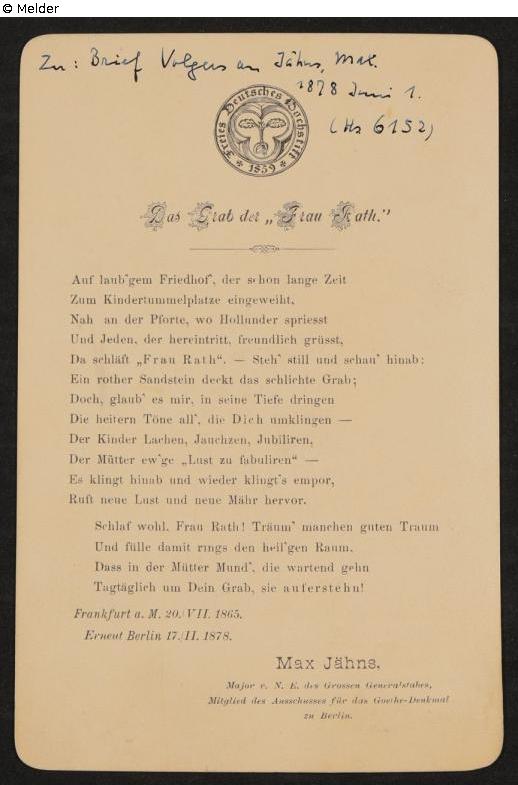 © Melder
Zu: Brief Volgers an Jähns, Max.
1878 Juni 1.
(Hs 6152)
Freies Deutsches Hochstift
* 1859 *
Das Grab der „Frau Rath.”
Auf laub'gem Friedhof, der schon lange Zeit
Zum Kindertummelplatze eingeweiht,
Nah an der Pforte, wo Hollunder spriesst
Und Jeden, der hereintritt, freundlich grüsst,
Da schläft „Frau Rath“. — Steh' still und schau' hinab:
Ein rother Sandstein deckt das schlichte Grab;
Doch, glaub' es mir, in seine Tiefe dringen
Die heitern Töne all', die Dich umklingen —
Der Kinder Lachen, Jauchzen, Jubiliren,
Der Mütter ew'ge „Lust zu fabuliren“ —
Es klingt hinab und wieder klingt's empor,
Ruft neue Lust und neue Mähr hervor.
Schlaf wohl, Frau Rath! Träum' manchen guten Traum
Und fülle damit rings den heil'gen Raum,
Dass in der Mütter Mund', die wartend gehn
Tagtäglich um Dein Grab, sie auferstehn!
Frankfurt a. M. 20./VII. 1865.
Erneut Berlin 17./II. 1878.
Max Jähns,
Major v. N. E. des Grossen Generalstabes,
Mitglied des Ausschusses für das Goethe-Denkmal
zu Berlin.